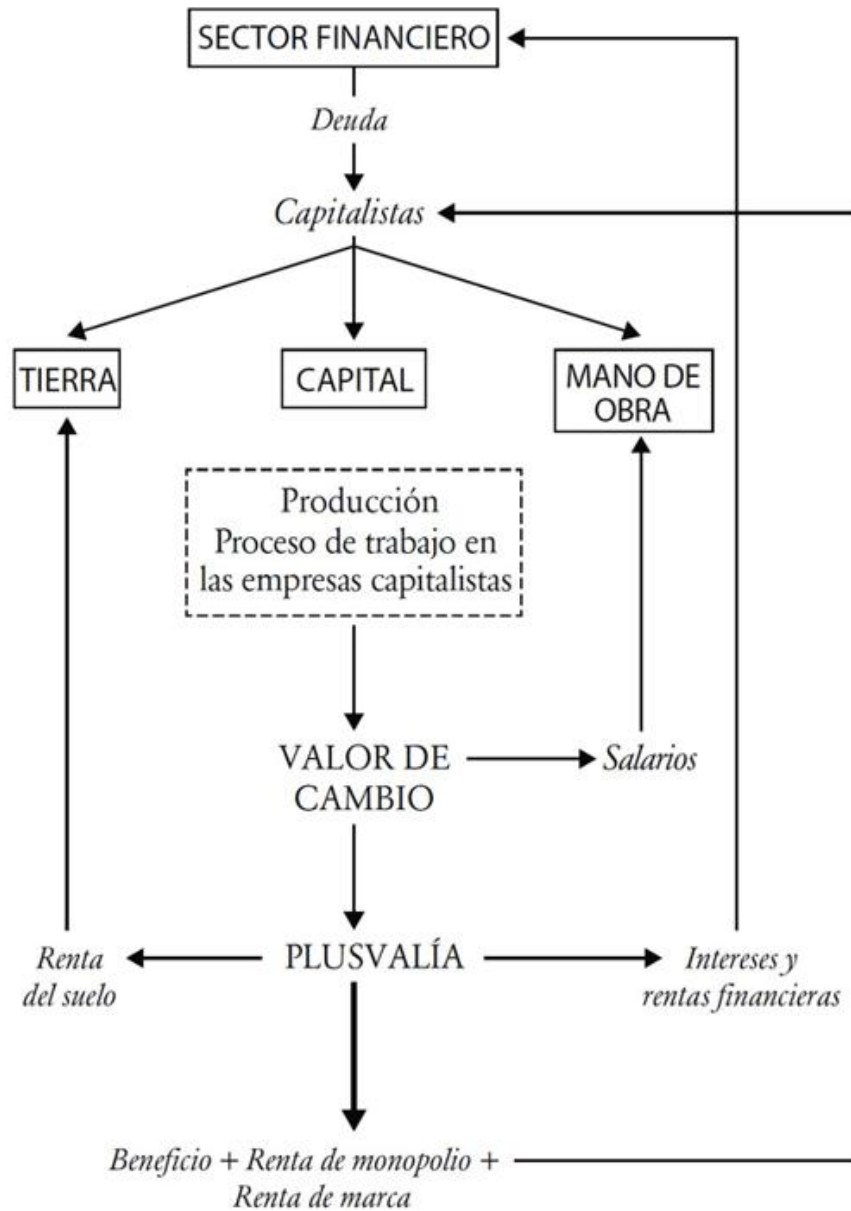 SECTOR FINANCIERO
Deuda
Capitalistas
TIERRA
CAPITAL
MANO DE
OBRA
Producción
Proceso de trabajo en
las empresas capitalistas
VALOR DE
CAMBIO
Salarios
Renta
del suelo
PLUSVALÍA
Intereses y
rentas financieras
Beneficio + Renta de monopolio +
Renta de marca